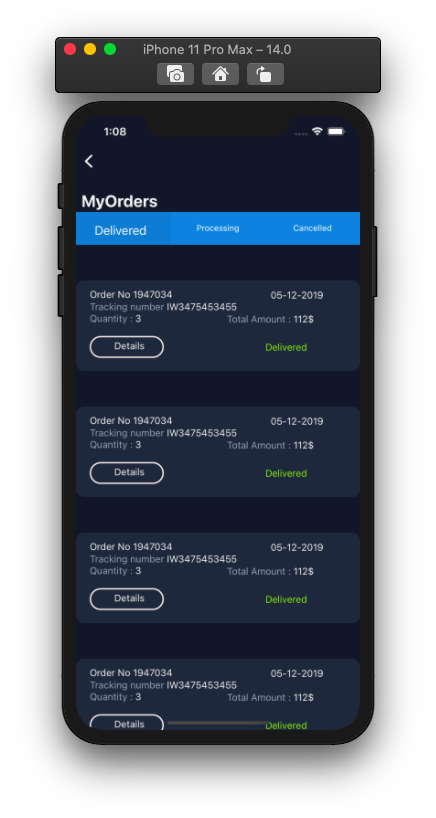 iPhone 11 Pro Max – 14.0
1:08
MyOrders
Delivered Processing Cancelled
Order No 1947034 05-12-2019
Tracking number IW3475453455
Quantity : 3 Total Amount : 112$
Details Delivered
Order No 1947034 05-12-2019
Tracking number IW3475453455
Quantity : 3 Total Amount : 112$
Details Delivered
Order No 1947034 05-12-2019
Tracking number IW3475453455
Quantity : 3 Total Amount : 112$
Details Delivered
Order No 1947034 05-12-2019
Tracking number IW3475453455
Quantity : 3 Total Amount : 112$
Details Delivered